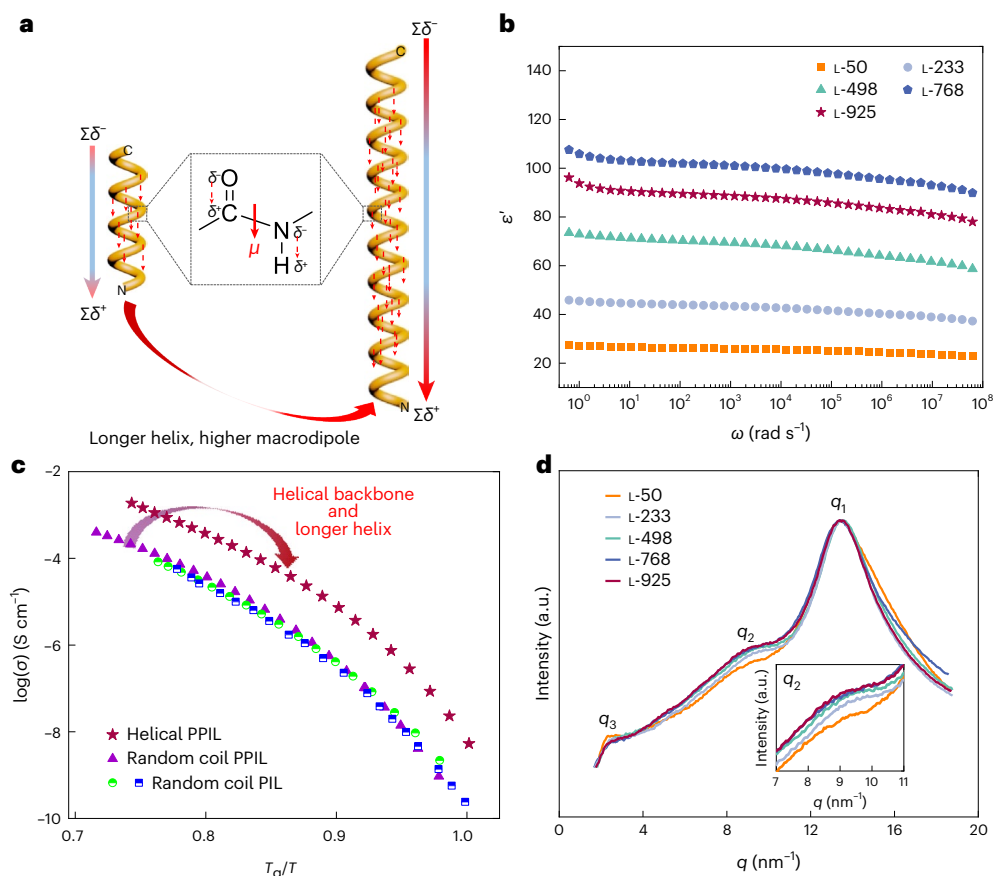 a
Σδ⁻
C
N
Σδ⁺
δ⁻
O
δ⁺
C
μ
N
δ⁻
H
δ⁺
Σδ⁻
C
N
Σδ⁺
Longer helix, higher macrodipole
b
ε′
140
120
100
80
60
40
20
L-50 L-233
L-498 L-768
L-925
10⁰ 10¹ 10² 10³ 10⁴ 10⁵ 10⁶ 10⁷ 10⁸
ω (rad s⁻¹)
c
log(σ) (S cm⁻¹)
−2
−4
−6
−8
−10
Helical backbone
and
longer helix
Helical PPIL
Random coil PPIL
Random coil PIL
0.7 0.8 0.9 1.0
Tg/T
d
Intensity (a.u.)
L-50
L-233
L-498
L-768
L-925
q₁
q₂
q₃
q₂
Intensity (a.u.)
7 8 9 10 11
q (nm⁻¹)
0 4 8 12 16 20
q (nm⁻¹)